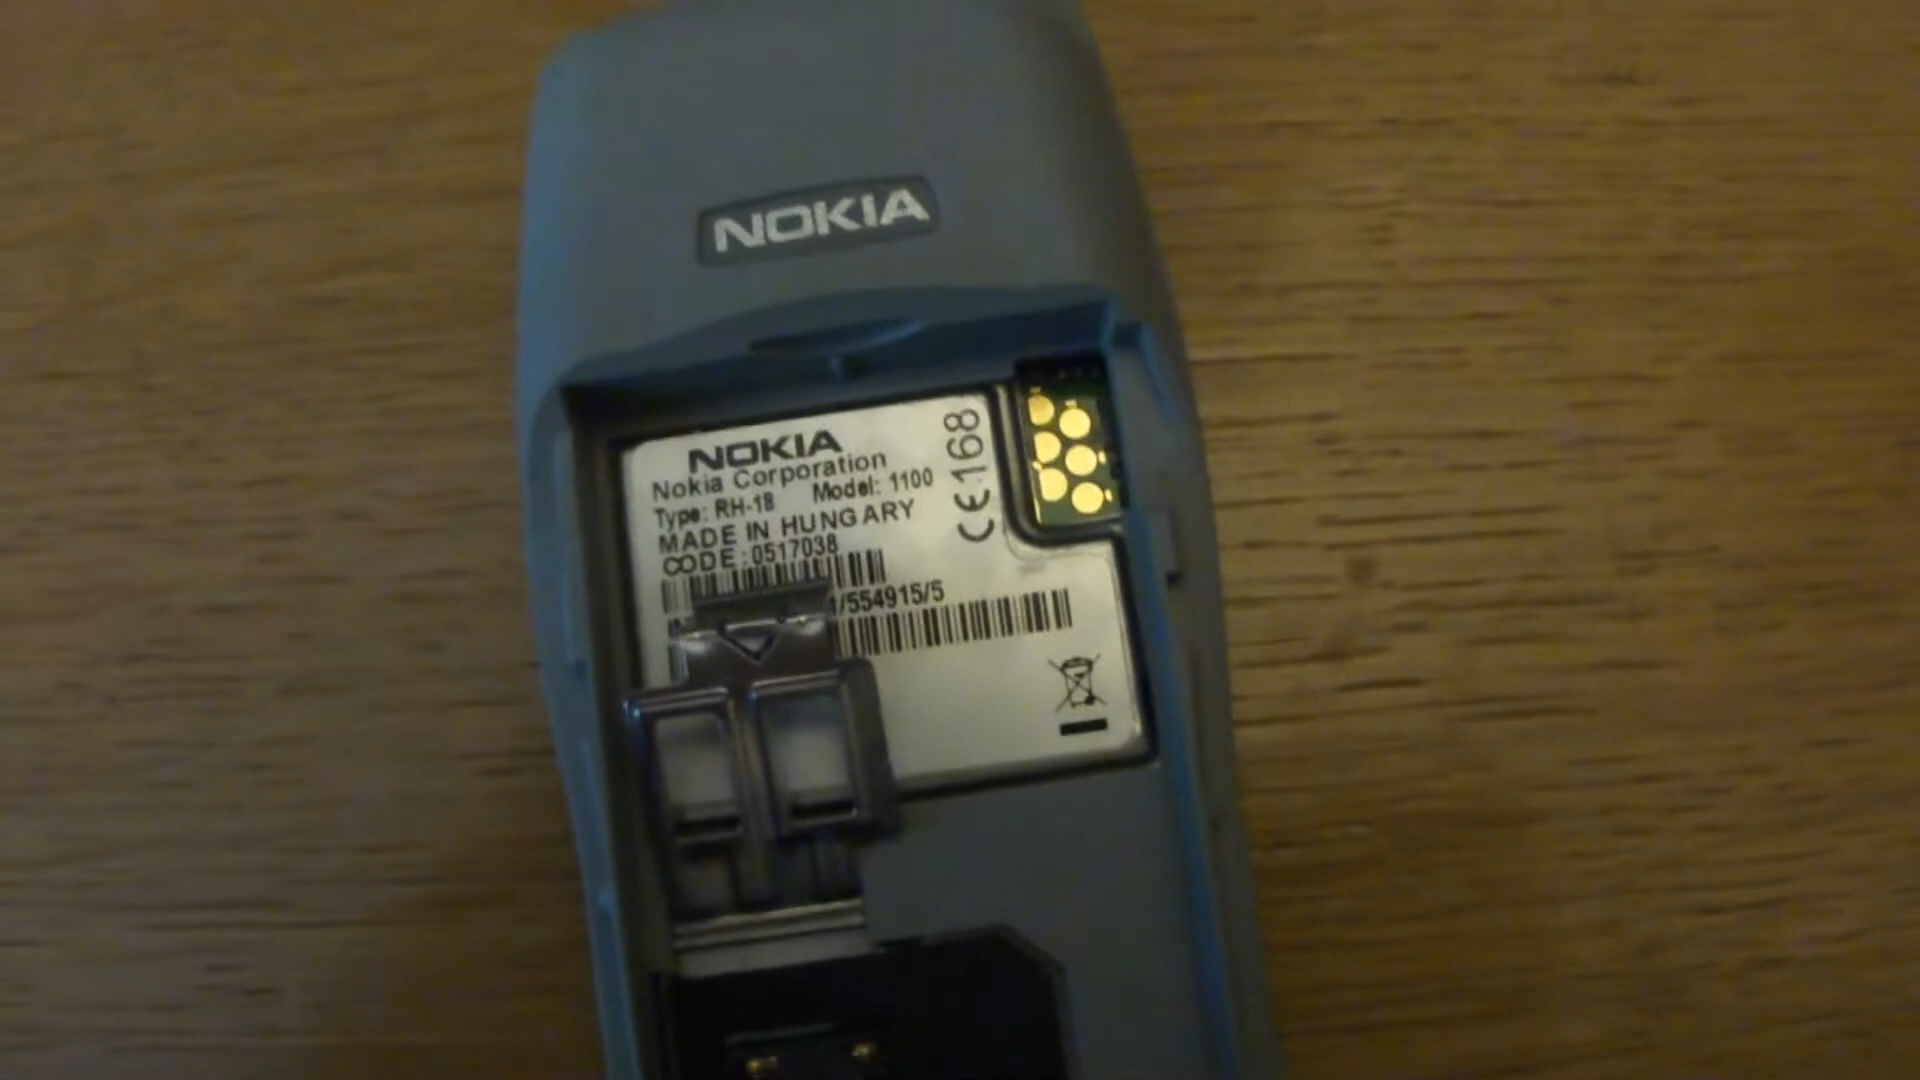 NOKIA
NOKIA
Nokia Corporation
Type: RH-18 Model: 1100
MADE IN HUNGARY
CODE:0517038
/554915/5
CE168